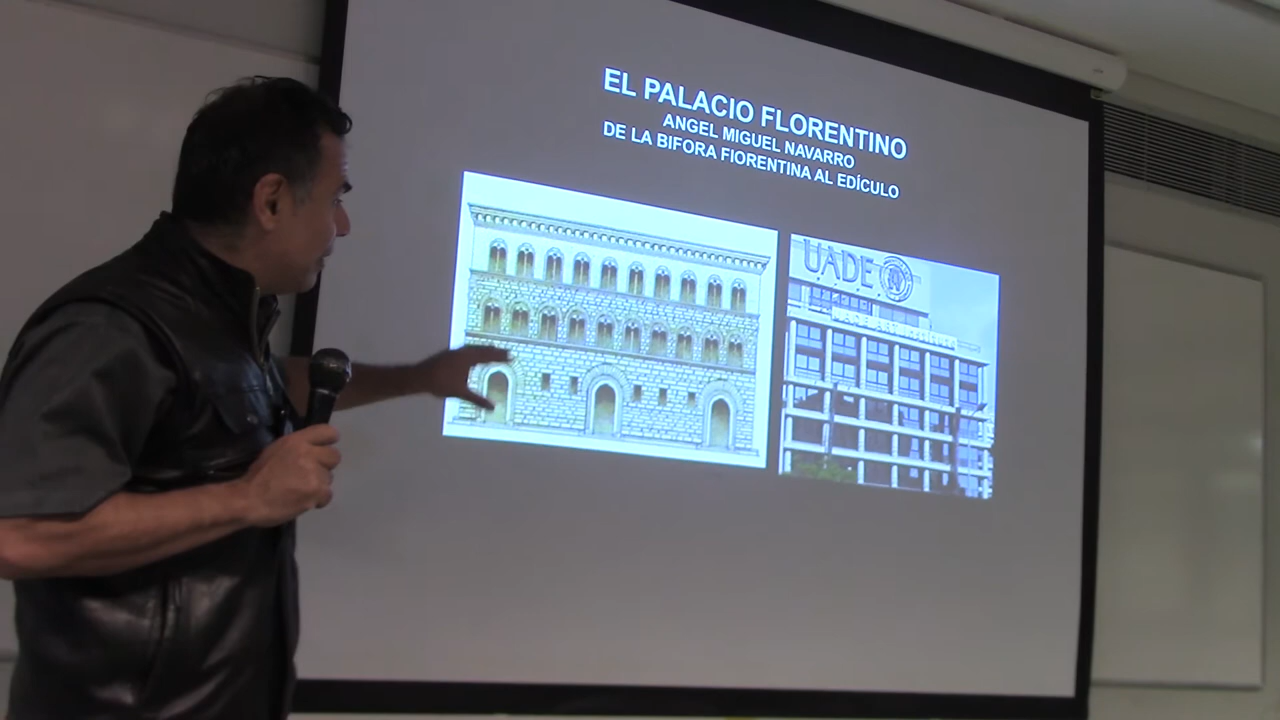 EL PALACIO FLORENTINO
ANGEL MIGUEL NAVARRO
DE LA BIFORA FIORENTINA AL EDÍCULO
UADE